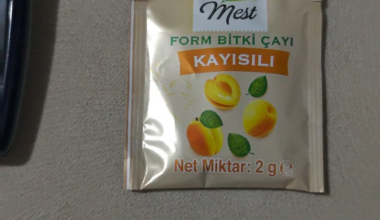 Mest
FORM BİTKİ ÇAYI
KAYISILI
Net Miktar: 2 g ℮